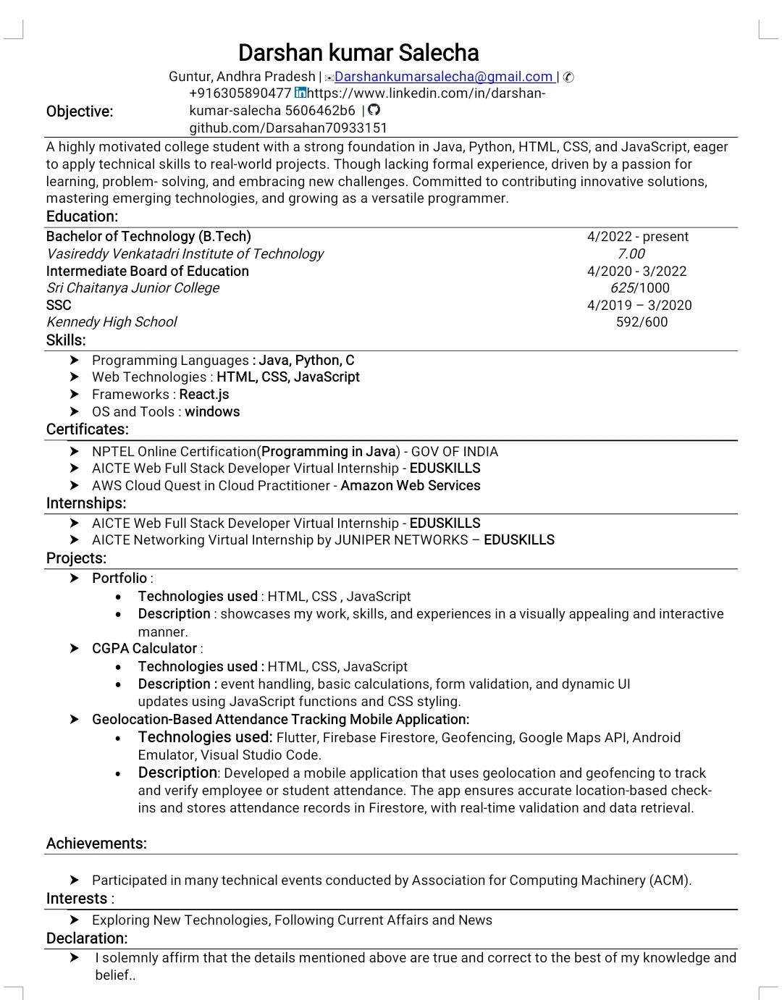 Darshan kumar Salecha
Guntur, Andhra Pradesh | ✉Darshankumarsalecha@gmail.com | ✆
+916305890477 https://www.linkedin.com/in/darshan-
kumar-salecha 5606462b6 |
github.com/Darsahan70933151
Objective:
A highly motivated college student with a strong foundation in Java, Python, HTML, CSS, and JavaScript, eager
to apply technical skills to real-world projects. Though lacking formal experience, driven by a passion for
learning, problem- solving, and embracing new challenges. Committed to contributing innovative solutions,
mastering emerging technologies, and growing as a versatile programmer.
Education:
Bachelor of Technology (B.Tech) 4/2022 - present
Vasireddy Venkatadri Institute of Technology 7.00
Intermediate Board of Education 4/2020 - 3/2022
Sri Chaitanya Junior College 625/1000
SSC 4/2019 – 3/2020
Kennedy High School 592/600
Skills:
➤ Programming Languages : Java, Python, C
➤ Web Technologies : HTML, CSS, JavaScript
➤ Frameworks : React.js
➤ OS and Tools : windows
Certificates:
➤ NPTEL Online Certification(Programming in Java) - GOV OF INDIA
➤ AICTE Web Full Stack Developer Virtual Internship - EDUSKILLS
➤ AWS Cloud Quest in Cloud Practitioner - Amazon Web Services
Internships:
➤ AICTE Web Full Stack Developer Virtual Internship - EDUSKILLS
➤ AICTE Networking Virtual Internship by JUNIPER NETWORKS – EDUSKILLS
Projects:
➤ Portfolio :
• Technologies used : HTML, CSS , JavaScript
• Description : showcases my work, skills, and experiences in a visually appealing and interactive
manner.
➤ CGPA Calculator :
• Technologies used : HTML, CSS, JavaScript
• Description : event handling, basic calculations, form validation, and dynamic UI
updates using JavaScript functions and CSS styling.
➤ Geolocation-Based Attendance Tracking Mobile Application:
• Technologies used: Flutter, Firebase Firestore, Geofencing, Google Maps API, Android
Emulator, Visual Studio Code.
• Description: Developed a mobile application that uses geolocation and geofencing to track
and verify employee or student attendance. The app ensures accurate location-based check-
ins and stores attendance records in Firestore, with real-time validation and data retrieval.
Achievements:
➤ Participated in many technical events conducted by Association for Computing Machinery (ACM).
Interests :
➤ Exploring New Technologies, Following Current Affairs and News
Declaration:
➤ I solemnly affirm that the details mentioned above are true and correct to the best of my knowledge and
belief..